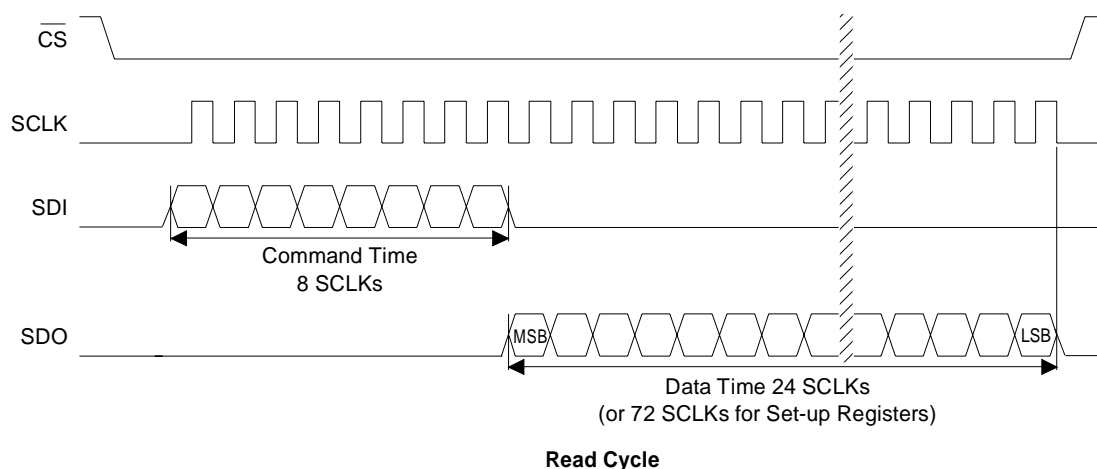 CS
SCLK
SDI
Command Time
8 SCLKs
SDO
MSB
LSB
Data Time 24 SCLKs
(or 72 SCLKs for Set-up Registers)
Read Cycle